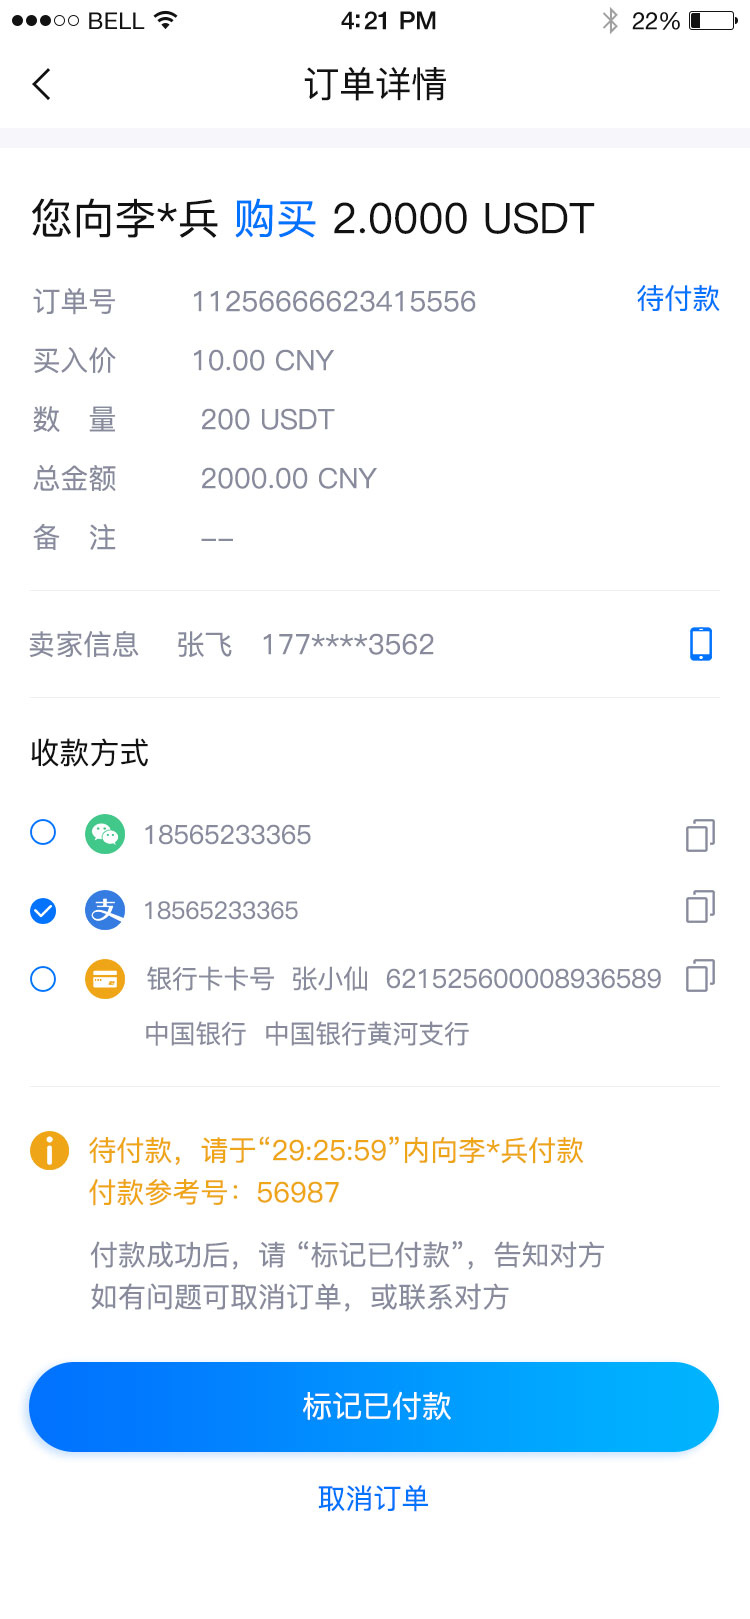 BELL 4:21 PM 22%
订单详情
您向李*兵 购买 2.0000 USDT
订单号 11256666623415556 待付款
买入价 10.00 CNY
数 量 200 USDT
总金额 2000.00 CNY
备 注 --
卖家信息 张飞 177****3562
收款方式
18565233365
支 18565233365
银行卡卡号 张小仙 621525600008936589
中国银行 中国银行黄河支行
待付款，请于“29:25:59”内向李*兵付款
付款参考号：56987
付款成功后，请 “标记已付款”，告知对方
如有问题可取消订单，或联系对方
标记已付款
取消订单